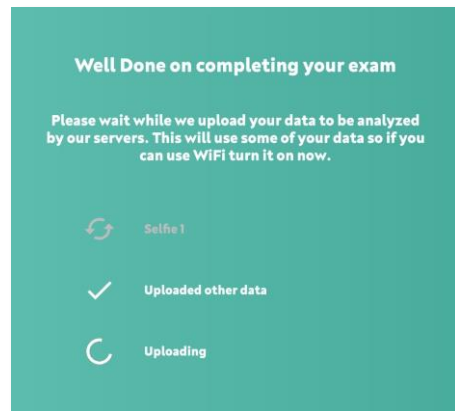 Well Done on completing your exam
Please wait while we upload your data to be analyzed
by our servers. This will use some of your data so if you
can use WiFi turn it on now.
Selfie 1
Uploaded other data
Uploading